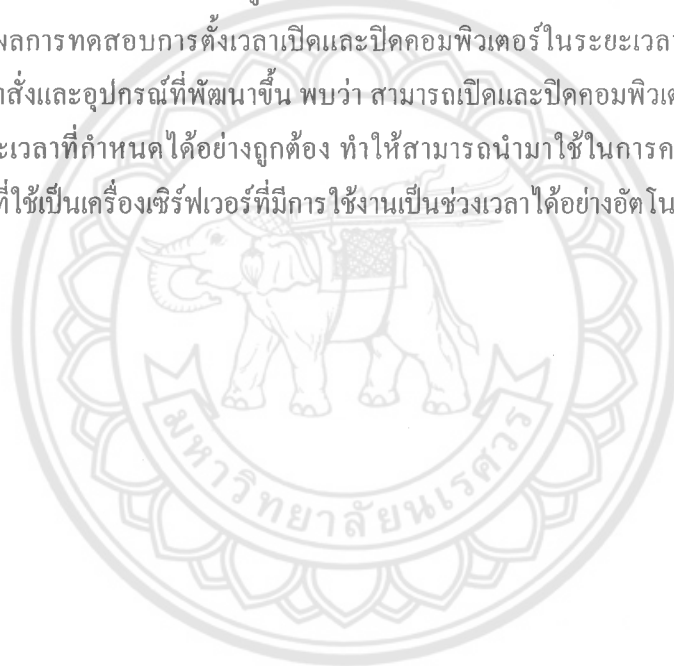 ผลการทดสอบการตั้งเวลาเปิดและปิดคอมพิวเตอร์ในระยะเวลา
สั่งและอุปกรณ์ที่พัฒนาขึ้น พบว่า สามารถเปิดและปิดคอมพิวเต
ะเวลาที่กำหนดได้อย่างถูกต้อง ทำให้สามารถนำมาใช้ในการค
ที่ใช้เป็นเครื่องเซิร์ฟเวอร์ที่มีการใช้งานเป็นช่วงเวลาได้อย่างอัตโน
มหาวิทยาลัยนเรศวร